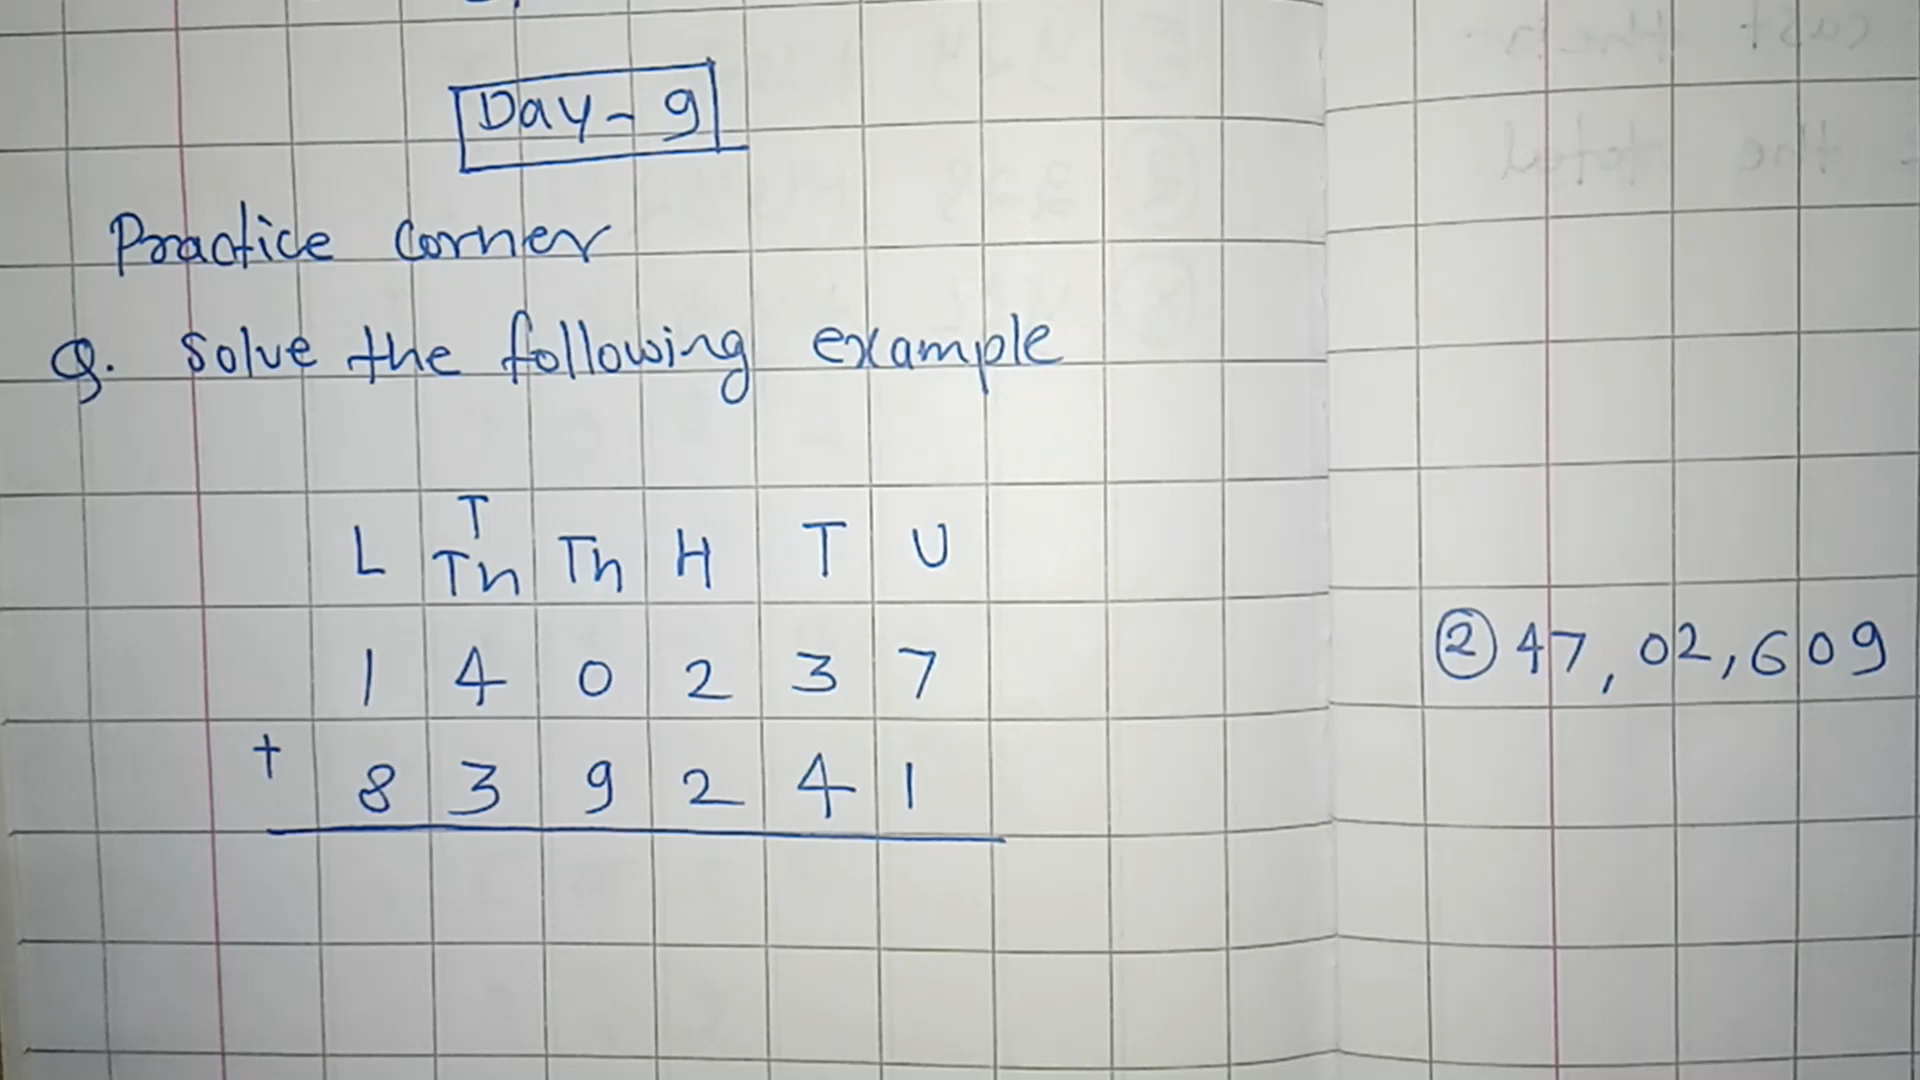 Day - 9
Practice corner
Q. solve the following example
L T Th Th H T U
1 4 0 2 3 7
+ 8 3 9 2 4 1
② 47,02,609